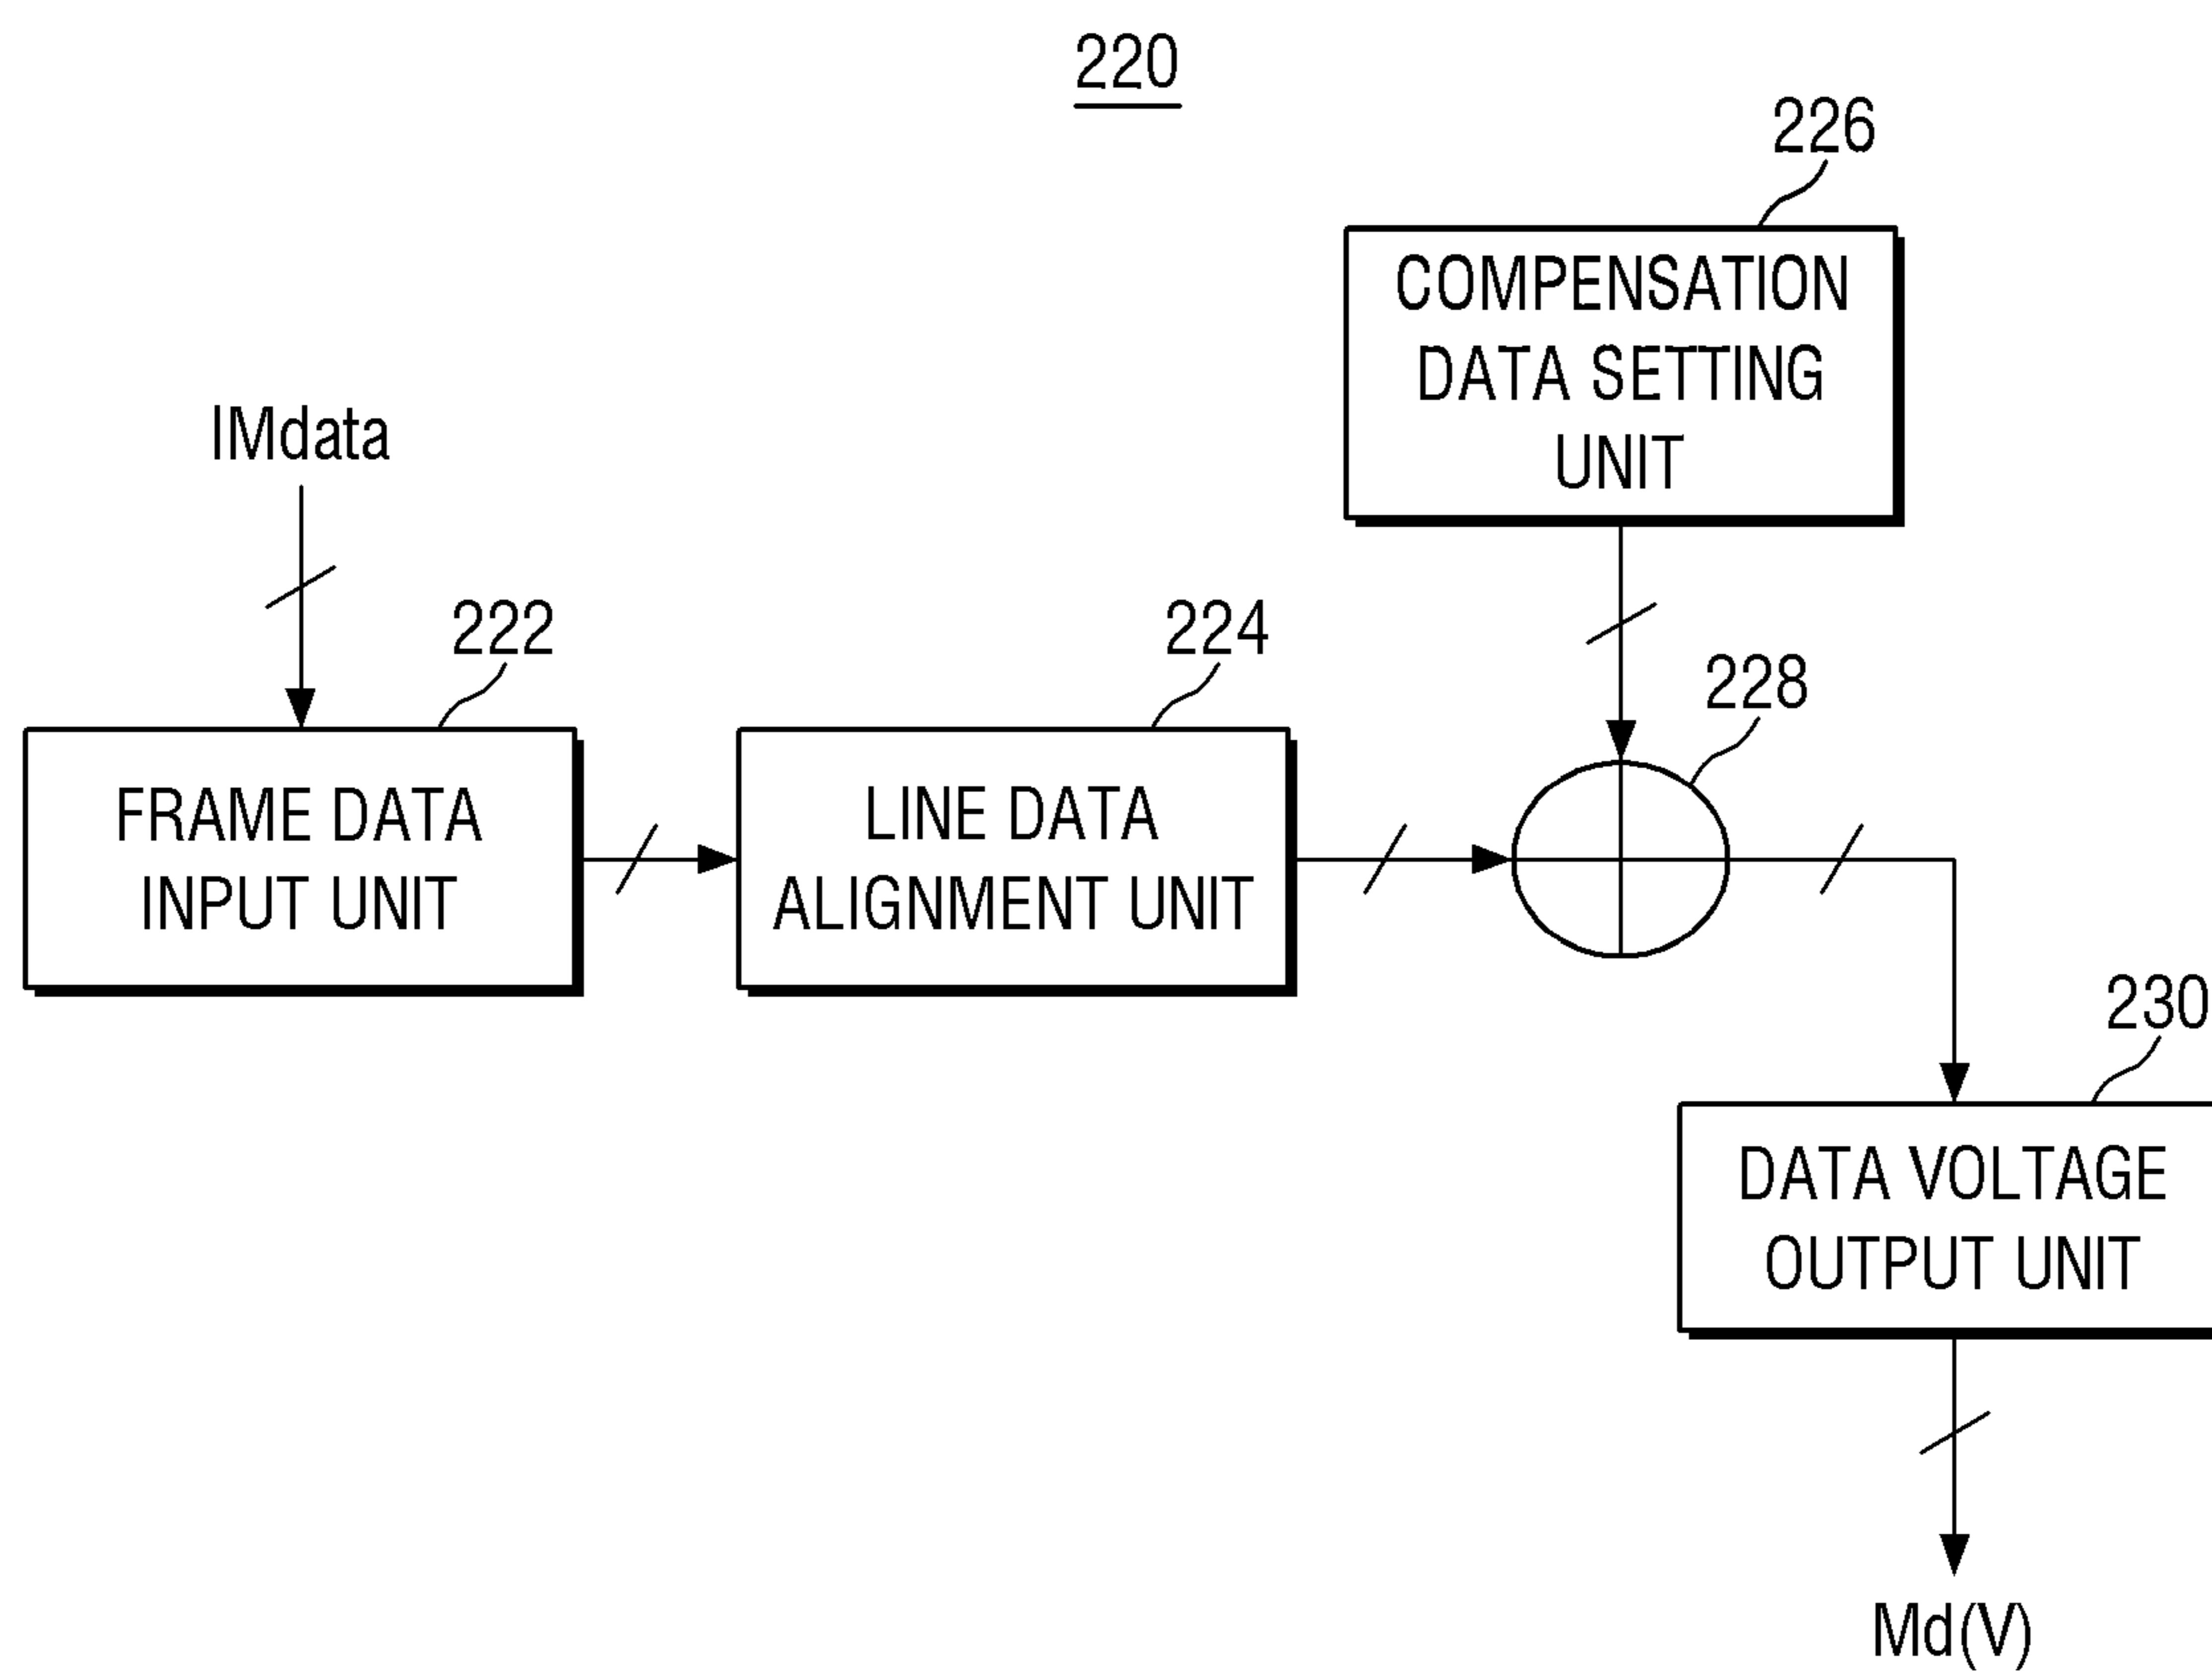 220
226
COMPENSATION
DATA SETTING
UNIT
IMdata
222
224
228
FRAME DATA
INPUT UNIT
LINE DATA
ALIGNMENT UNIT
230
DATA VOLTAGE
OUTPUT UNIT
Md(V)